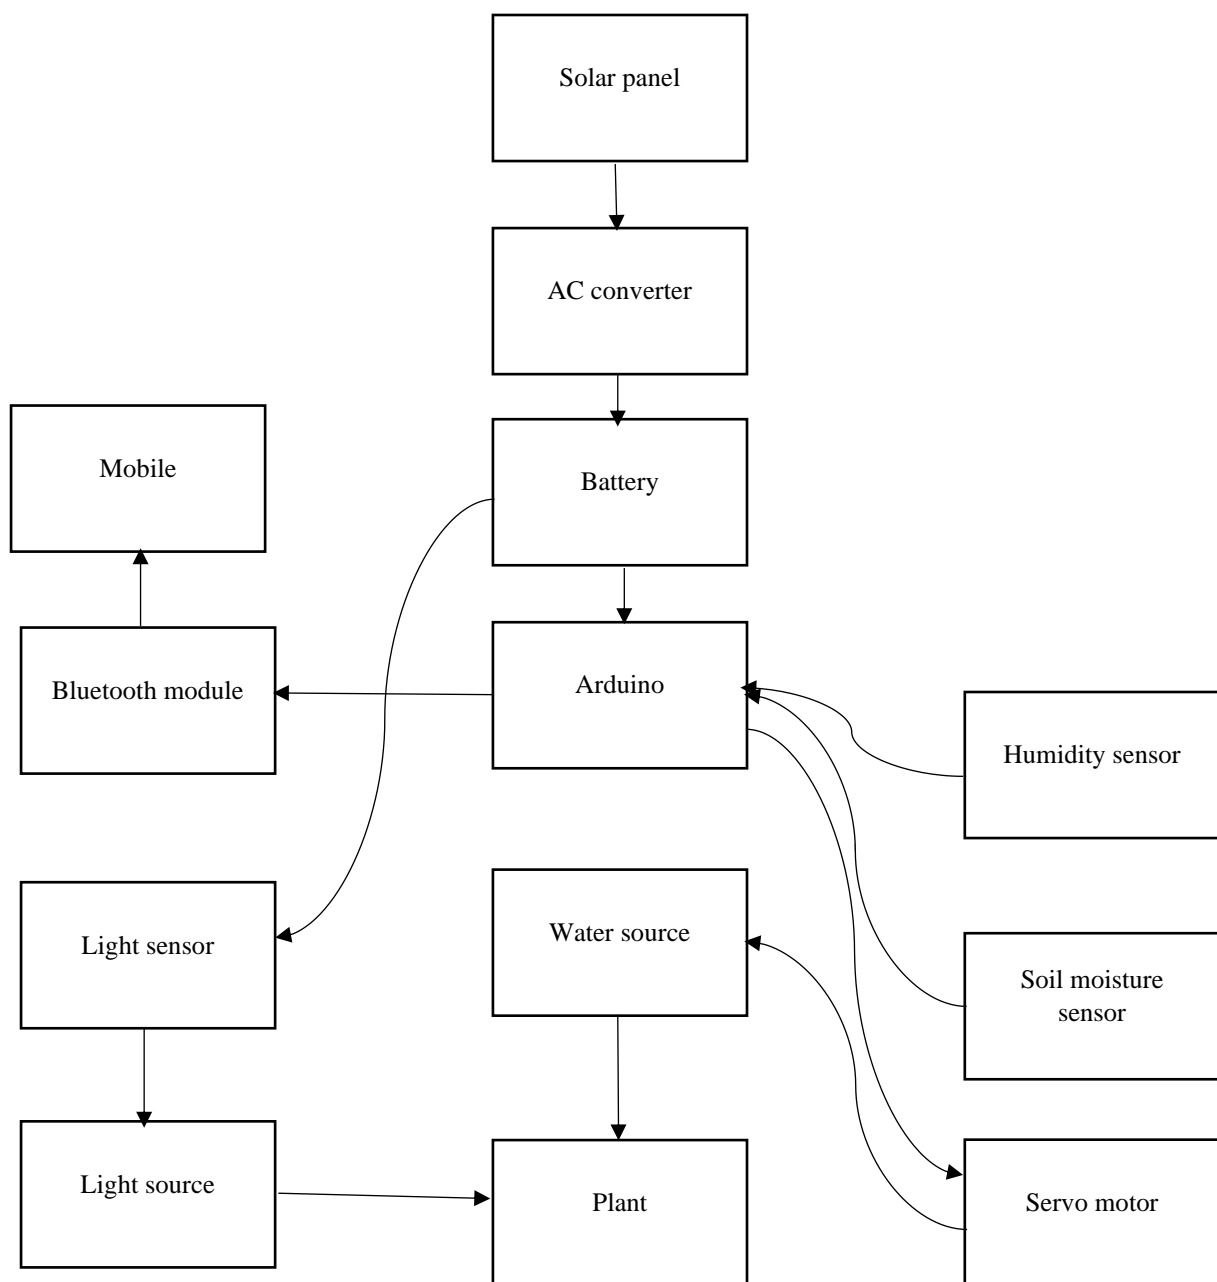 Solar panel
AC converter
Mobile
Battery
Bluetooth module
Arduino
Humidity sensor
Light sensor
Water source
Soil moisture
sensor
Light source
Plant
Servo motor